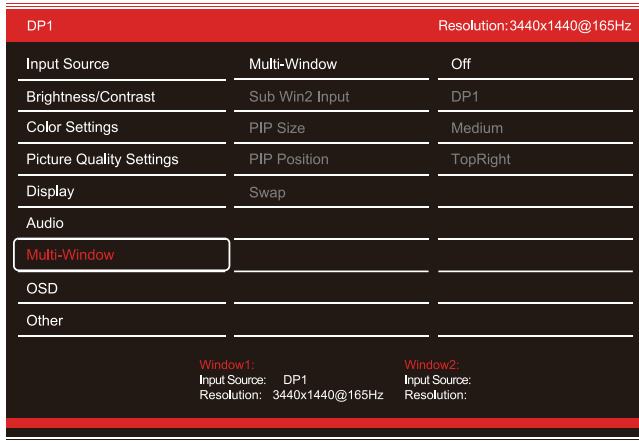 DP1 Resolution:3440x1440@165Hz
Input Source Multi-Window Off
Brightness/Contrast Sub Win2 Input DP1
Color Settings PIP Size Medium
Picture Quality Settings PIP Position TopRight
Display Swap
Audio
Multi-Window
OSD
Other
Window1: Window2:
Input Source: DP1 Input Source:
Resolution: 3440x1440@165Hz Resolution: